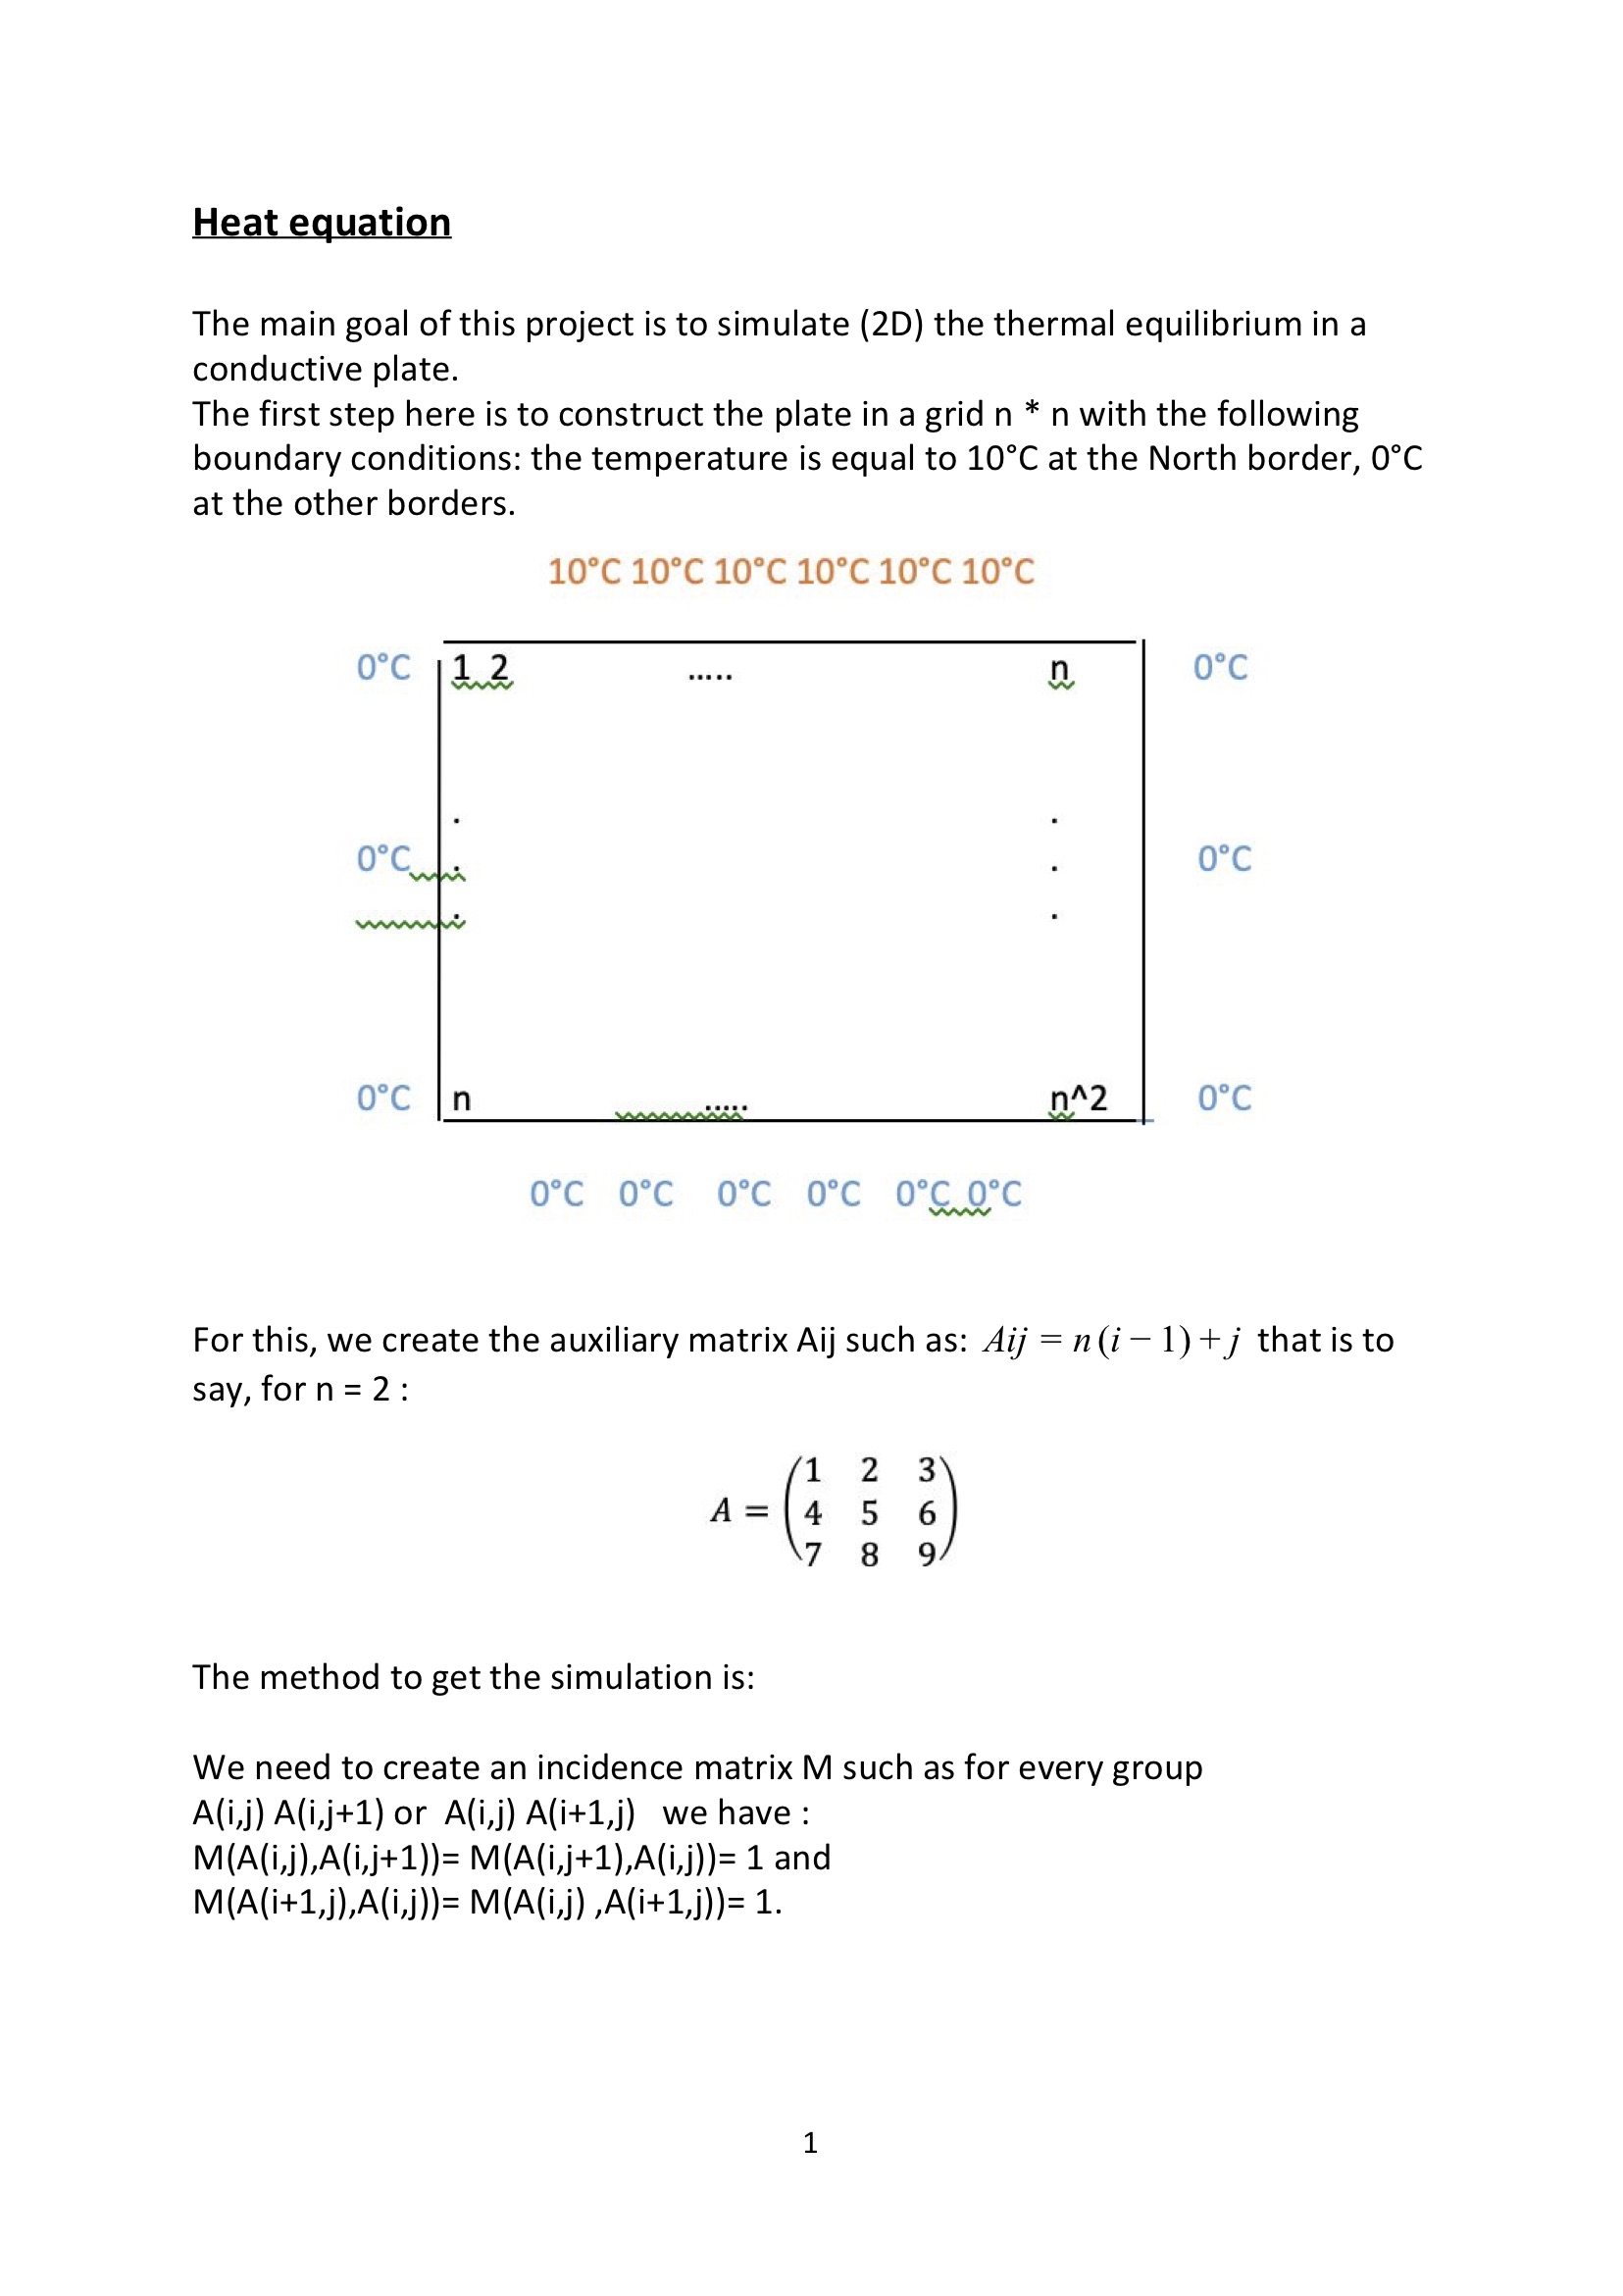 Heat equation
The main goal of this project is to simulate (2D) the thermal equilibrium in a
conductive plate.
The first step here is to construct the plate in a grid n * n with the following
boundary conditions: the temperature is equal to 10°C at the North border, 0°C
at the other borders.
10°C 10°C 10°C 10°C 10°C 10°C
0°C 1 2 ..... n 0°C
. .
0°C . . 0°C
. .
0°C n ..... n^2 0°C
0°C 0°C 0°C 0°C 0°C 0°C
For this, we create the auxiliary matrix Aij such as: Aij = n(i − 1)+j that is to
say, for n = 2 :
1 2 3
A = 4 5 6
7 8 9
The method to get the simulation is:
We need to create an incidence matrix M such as for every group
A(i,j) A(i,j+1) or A(i,j) A(i+1,j) we have :
M(A(i,j),A(i,j+1))= M(A(i,j+1),A(i,j))= 1 and
M(A(i+1,j),A(i,j))= M(A(i,j) ,A(i+1,j))= 1.
1